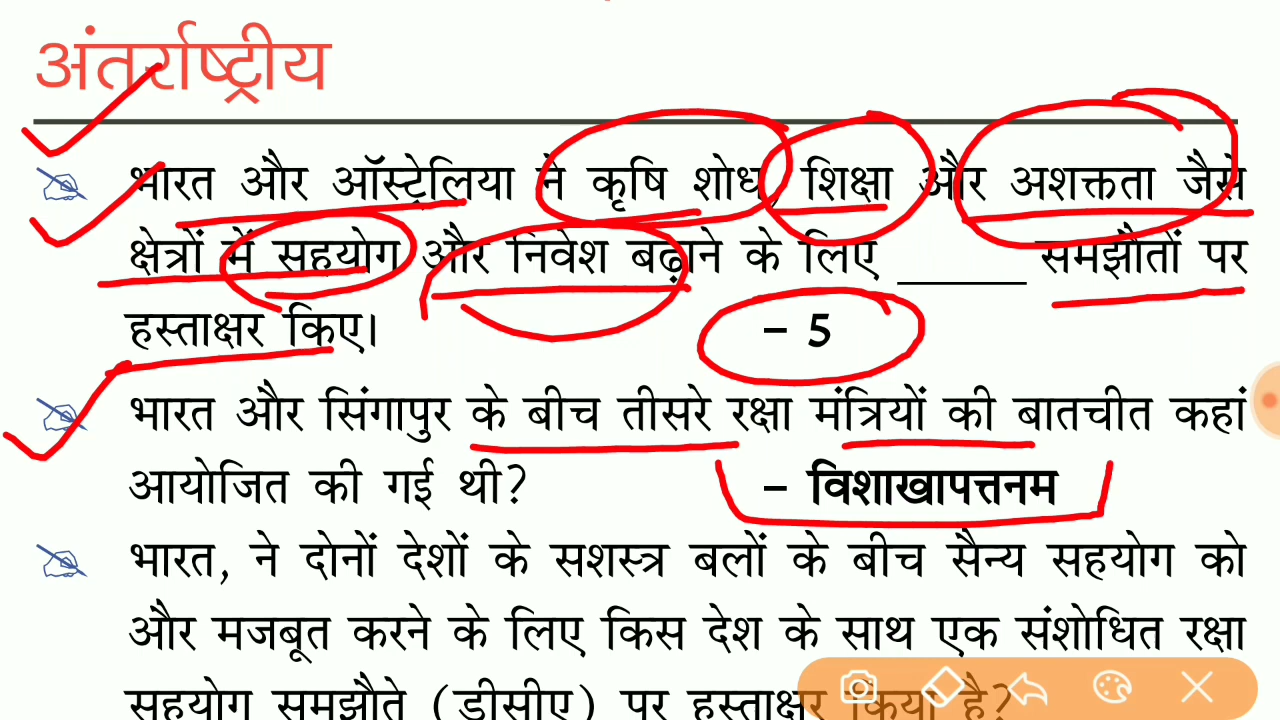 अंतर्राष्ट्रीय
भारत और ऑस्ट्रेलिया ने कृषि शोध, शिक्षा और अशक्तता जैसे
क्षेत्रों में सहयोग और निवेश बढ़ाने के लिए ______ समझौतों पर
हस्ताक्षर किए। – 5
भारत और सिंगापुर के बीच तीसरे रक्षा मंत्रियों की बातचीत कहां
आयोजित की गई थी? – विशाखापत्तनम
भारत, ने दोनों देशों के सशस्त्र बलों के बीच सैन्य सहयोग को
और मजबूत करने के लिए किस देश के साथ एक संशोधित रक्षा
सहयोग समझौते (डीसीए) पर हस्ताक्षर किया है?